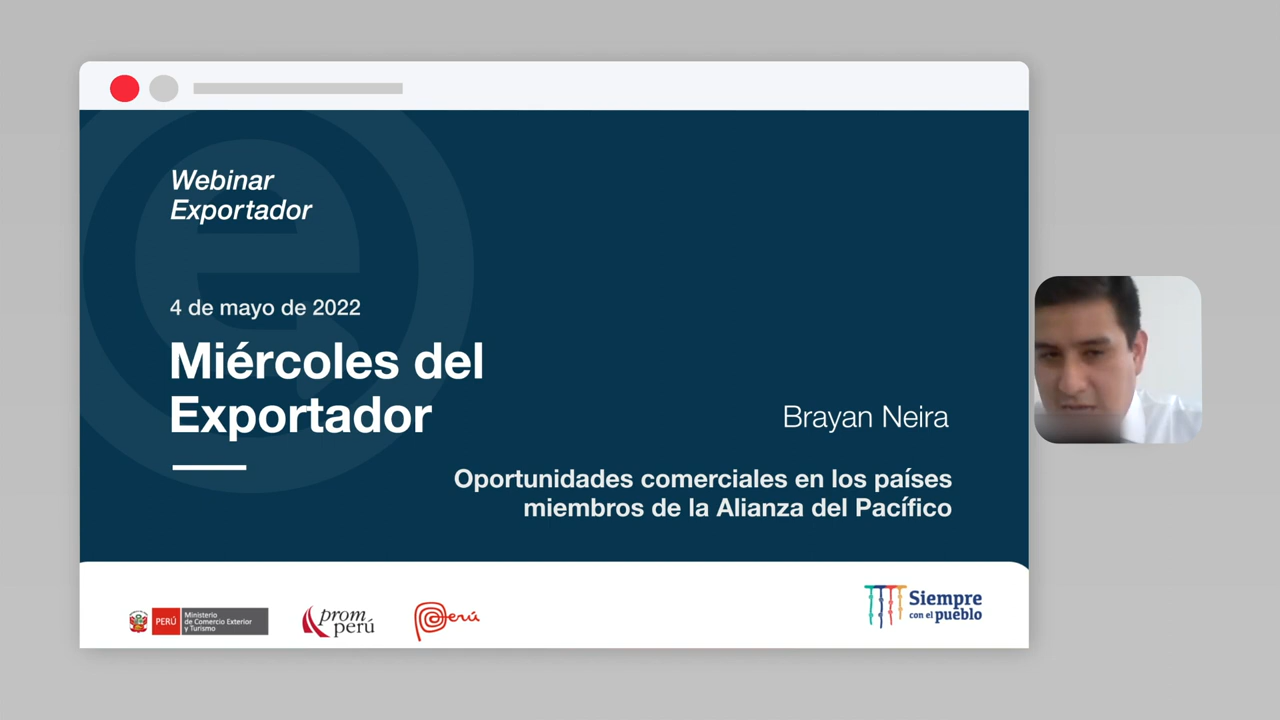 Webinar
Exportador
4 de mayo de 2022
Miércoles del
Exportador
Brayan Neira
Oportunidades comerciales en los países
miembros de la Alianza del Pacífico
PERÚ
Ministerio
de Comercio Exterior
y Turismo
prom
perú
Perú
Siempre
con el pueblo